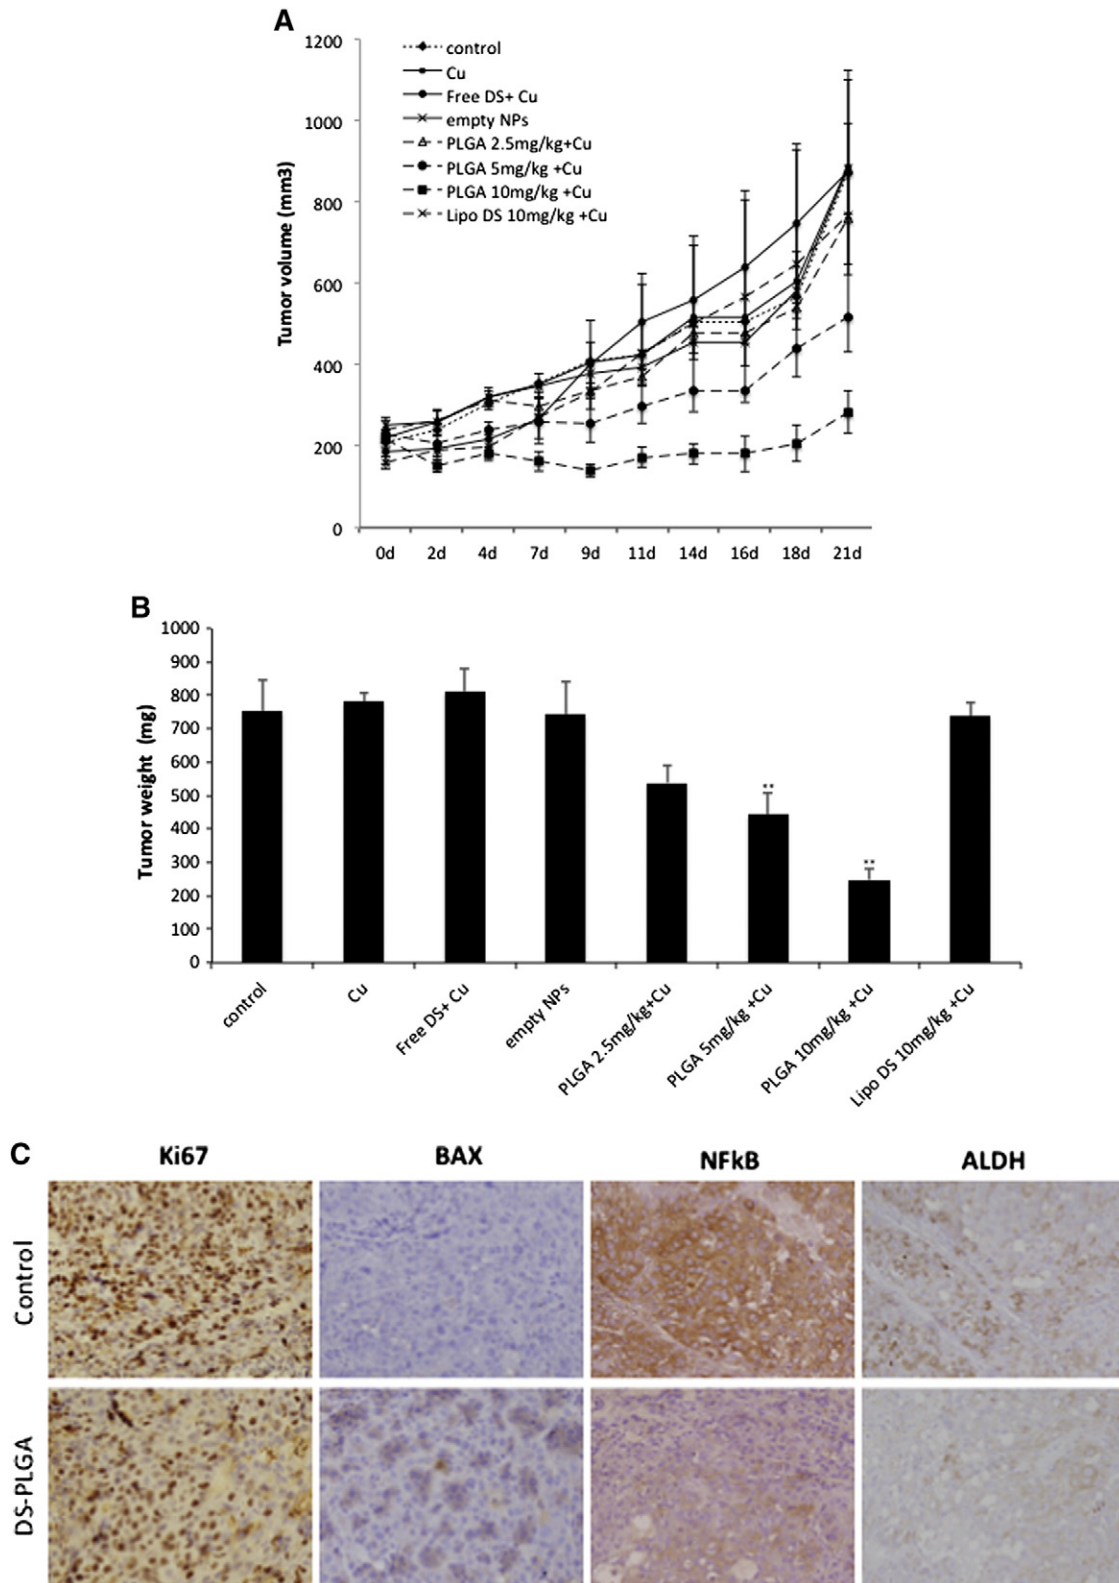 A
1200
1000
800
600
400
200
0
Tumor volume (mm3)
control
Cu
Free DS+ Cu
empty NPs
PLGA 2.5mg/kg+Cu
PLGA 5mg/kg +Cu
PLGA 10mg/kg +Cu
Lipo DS 10mg/kg +Cu
0d 2d 4d 7d 9d 11d 14d 16d 18d 21d
B
1000
900
800
700
600
500
400
300
200
100
0
Tumor weight (mg)
**
**
control
Cu
Free DS+ Cu
empty NPs
PLGA 2.5mg/kg+Cu
PLGA 5mg/kg +Cu
PLGA 10mg/kg +Cu
Lipo DS 10mg/kg +Cu
C
Ki67 BAX NFkB ALDH
Control
DS-PLGA